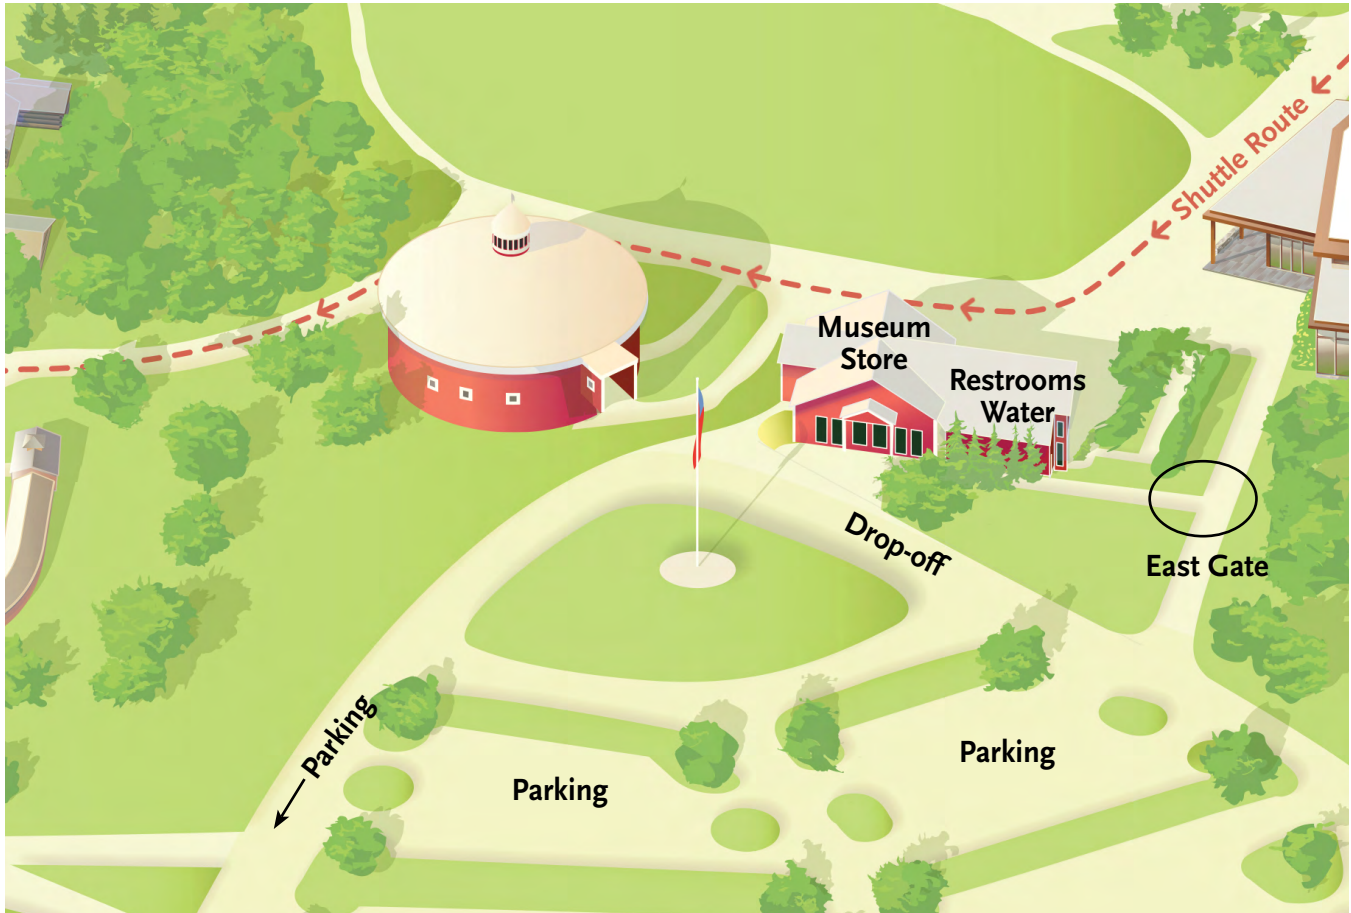 Shuttle Route
Museum
Store
Restrooms
Water
Drop-off
East Gate
Parking
Parking
Parking